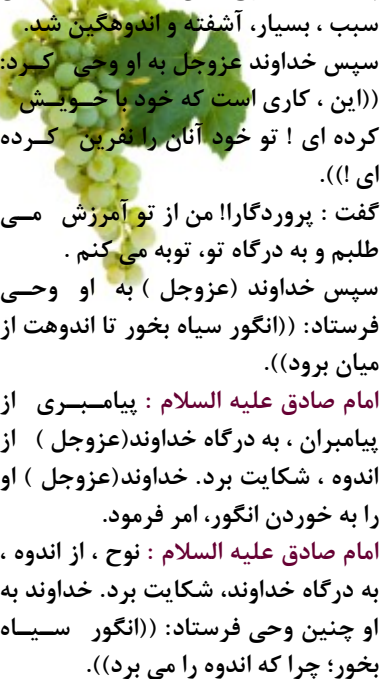 سبب ، بسیار، آشفته و اندوهگین شد.
سپس خداوند عزوجل به او وحی کرد:
((این ، کاری است که خود با خویش
کرده ای ! تو خود آنان را نفرین کرده
ای !)).
گفت : پروردگارا! من از تو آمرزش می
طلبم و به درگاه تو، توبه می کنم .
سپس خداوند (عزوجل ) به او وحی
فرستاد: ((انگور سیاه بخور تا اندوهت از
میان برود)).
امام صادق علیه السلام : پیامبری از
پیامبران ، به درگاه خداوند(عزوجل ) از
اندوه ، شکایت برد. خداوند(عزوجل ) او
را به خوردن انگور، امر فرمود.
امام صادق علیه السلام : نوح ، از اندوه ،
به درگاه خداوند، شکایت برد. خداوند به
او چنین وحی فرستاد: ((انگور سیاه
بخور؛ چرا که اندوه را می برد)).